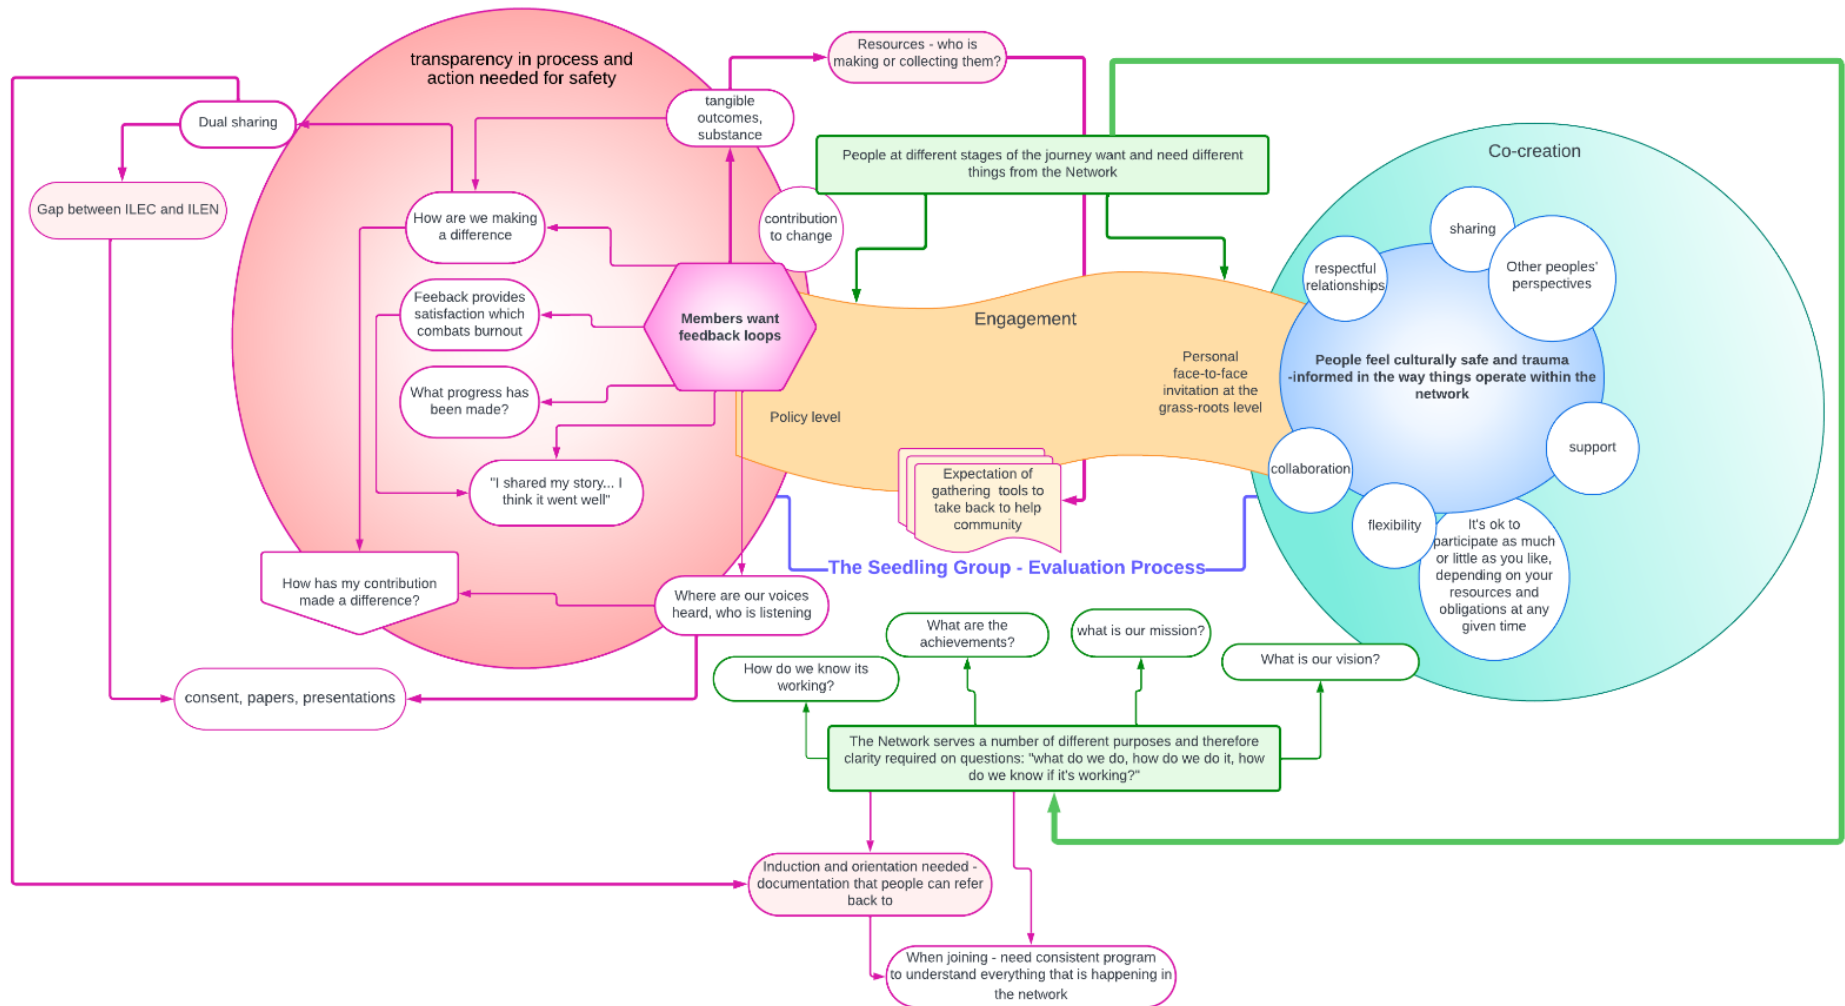 transparency in process and
action needed for safety
Resources - who is
making or collecting them?
tangible
outcomes,
substance
Dual sharing
People at different stages of the journey want and need different
things from the Network
Co-creation
Gap between ILEC and ILEN
How are we making
a difference
contribution
to change
sharing
respectful
relationships
Other peoples'
perspectives
Feeback provides
satisfaction which
combats burnout
Members want
feedback loops
Engagement
People feel culturally safe and trauma
-informed in the way things operate within the
network
Personal
face-to-face
invitation at the
grass-roots level
What progress has
been made?
Policy level
support
collaboration
"I shared my story... I
think it went well"
Expectation of
gathering tools to
take back to help
community
flexibility
It's ok to
participate as much
or little as you like,
depending on your
resources and
obligations at any
given time
The Seedling Group - Evaluation Process
How has my contribution
made a difference?
Where are our voices
heard, who is listening
What are the
achievements?
what is our mission?
What is our vision?
How do we know its
working?
consent, papers, presentations
The Network serves a number of different purposes and therefore
clarity required on questions: "what do we do, how do we do it, how
do we know if it's working?"
Induction and orientation needed -
documentation that people can refer
back to
When joining - need consistent program
to understand everything that is happening in
the network